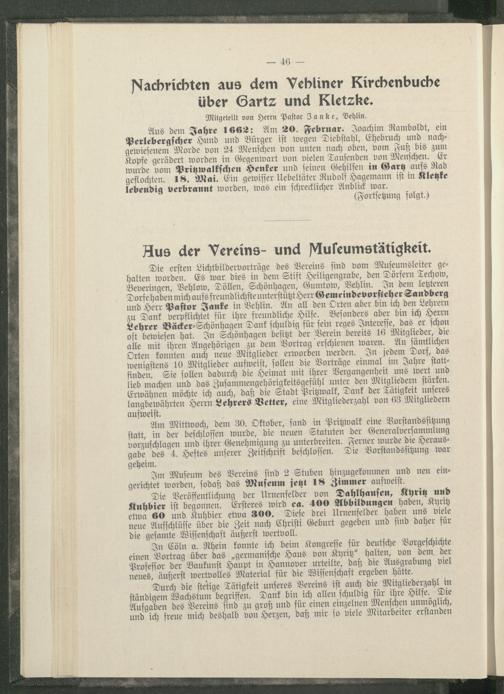 — 46 —
Nachrichten aus dem Vehliner Kirchenbuche
über Gartz und Kletzke.
Mitgeteilt von Herrn Pastor Janke, Vehlin.
Aus dem Jahre 1662: Am 20. Februar. Joachim Ramboldt, ein
Perlebergscher Hund und Bürger ist wegen Diebstahl, Ehebruch und nach-
gewiesenem Morde von 24 Menschen von unten nach oben, vom Fuß bis zum
Kopfe gerädert worden in Gegenwart von vielen Tausenden von Menschen. Er
wurde vom Pritzwalkschen Henker und seinen Gehilfen in Gartz aufs Rad
geflochten. 18. Mai. Ein gewisser Uebeltäter Rudolf Hagemann ist in Kletzke
lebendig verbrannt worden, was ein schrecklicher Anblick war.
(Fortsetzung folgt.)
Aus der Vereins- und Museumstätigkeit.
Die ersten Lichtbildervorträge des Vereins sind vom Museumsleiter ge-
halten worden. Es war dies in dem Stift Heiligengrabe, den Dörfern Techow,
Beveringen, Vehlow, Döllen, Schönhagen, Gumtow, Vehlin. In dem letzteren
Dorfe haben mich aufs freundlichste unterstützt Herr Gemeindevorsteher Sandberg
und Herr Pastor Janke in Vehlin. An all den Orten aber bin ich den Lehrern
zu Dank verpflichtet für ihre freundliche Hilfe. Besonders aber bin ich Herrn
Lehrer Bäcker-Schönhagen Dank schuldig für sein reges Interesse, das er schon
oft bewiesen hat. In Schönhagen besitzt der Verein bereits 16 Mitglieder, die
alle mit ihren Angehörigen zu dem Vortrag erschienen waren. An sämtlichen
Orten konnten auch neue Mitglieder erworben werden. In jedem Dorf, das
wenigstens 10 Mitglieder aufweist, sollen die Vorträge einmal im Jahre statt-
finden. Sie sollen dadurch die Heimat mit ihrer Vergangenheit uns wert und
lieb machen und das Zusammengehörigkeitsgefühl unter den Mitgliedern stärken.
Erwähnen möchte ich auch, daß die Stadt Pritzwalk, Dank der Tätigkeit unseres
langbewährten Herrn Lehrers Vetter, eine Mitgliederzahl von 63 Mitgliedern
aufweist.
Am Mittwoch, dem 30. Oktober, fand in Pritzwalk eine Vorstandssitzung
statt, in der beschlossen wurde, die neuen Statuten der Generalversammlung
vorzuschlagen und ihrer Genehmigung zu unterbreiten. Ferner wurde die Heraus-
gabe des 4. Heftes unserer Zeitschrift beschlossen. Die Vorstandssitzung war
geheim.
Im Museum des Vereins sind 2 Stuben hinzugekommen und neu ein-
gerichtet worden, sodaß das Museum jetzt 18 Zimmer aufweist.
Die Veröffentlichung der Urnenfelder von Dahlhausen, Kyritz und
Kuhbier ist begonnen. Ersteres wird ca. 400 Abbildungen haben, Kyritz
etwa 60 und Kuhbier etwa 300. Diese drei Urnenfelder haben uns viele
neue Aufschlüsse über die Zeit nach Christi Geburt gegeben und sind daher für
die gesamte Wissenschaft äußerst wertvoll.
In Cöln a. Rhein konnte ich beim Kongresse für deutsche Vorgeschichte
einen Vortrag über das „germanische Haus von Kyritz“ halten, von dem der
Professor der Baukunst Haupt in Hannover urteilte, daß die Ausgrabung viel
neues, äußerst wertvolles Material für die Wissenschaft ergeben hätte.
Durch die stetige Tätigkeit unseres Vereins ist auch die Mitgliederzahl in
ständigem Wachstum begriffen. Dank bin ich allen schuldig für ihre Hilfe. Die
Aufgaben des Vereins sind zu groß und für einen einzelnen Menschen unmöglich,
und ich freue mich deshalb von Herzen, daß mir so viele Mitarbeiter erstanden